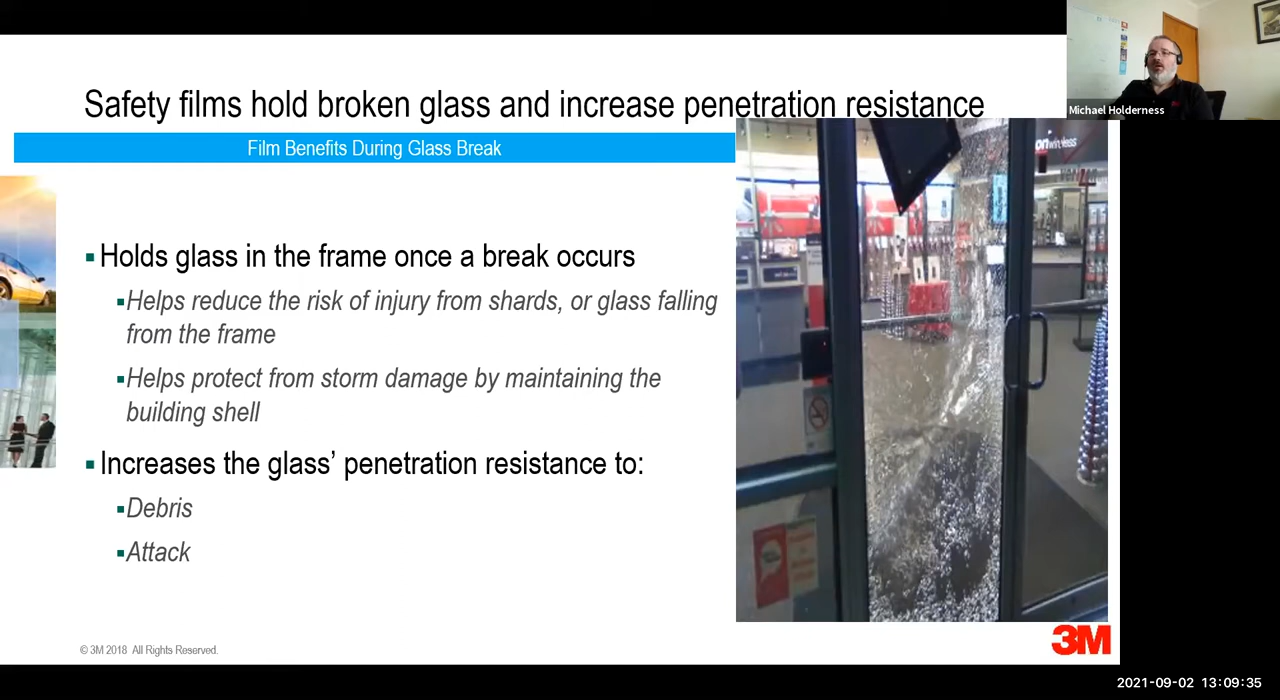 Safety films hold broken glass and increase penetration resistance
Michael Holderness
Film Benefits During Glass Break
▪Holds glass in the frame once a break occurs
▪Helps reduce the risk of injury from shards, or glass falling
from the frame
▪Helps protect from storm damage by maintaining the
building shell
▪Increases the glass’ penetration resistance to:
▪Debris
▪Attack
© 3M 2018 All Rights Reserved.
3M
2021-09-02 13:09:35